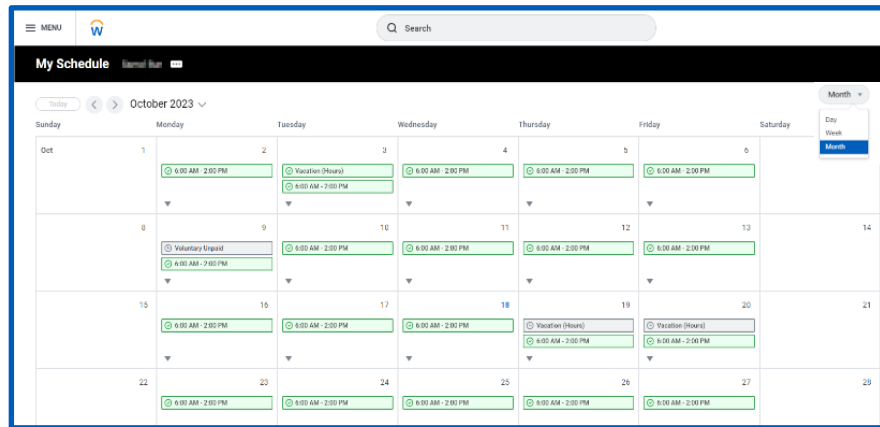 MENU
W
Search
My Schedule
Today
October 2023
Month
Day
Week
Month
Sunday Monday Tuesday Wednesday Thursday Friday Saturday
Oct 1 2 3 4 5 6
6:00 AM - 2:00 PM Vacation (Hours) 6:00 AM - 2:00 PM 6:00 AM - 2:00 PM 6:00 AM - 2:00 PM
6:00 AM - 2:00 PM
8 9 10 11 12 13 14
Voluntary Unpaid 6:00 AM - 2:00 PM 6:00 AM - 2:00 PM 6:00 AM - 2:00 PM 6:00 AM - 2:00 PM
6:00 AM - 2:00 PM
15 16 17 18 19 20 21
6:00 AM - 2:00 PM 6:00 AM - 2:00 PM 6:00 AM - 2:00 PM Vacation (Hours) Vacation (Hours)
6:00 AM - 2:00 PM 6:00 AM - 2:00 PM
22 23 24 25 26 27 28
6:00 AM - 2:00 PM 6:00 AM - 2:00 PM 6:00 AM - 2:00 PM 6:00 AM - 2:00 PM 6:00 AM - 2:00 PM